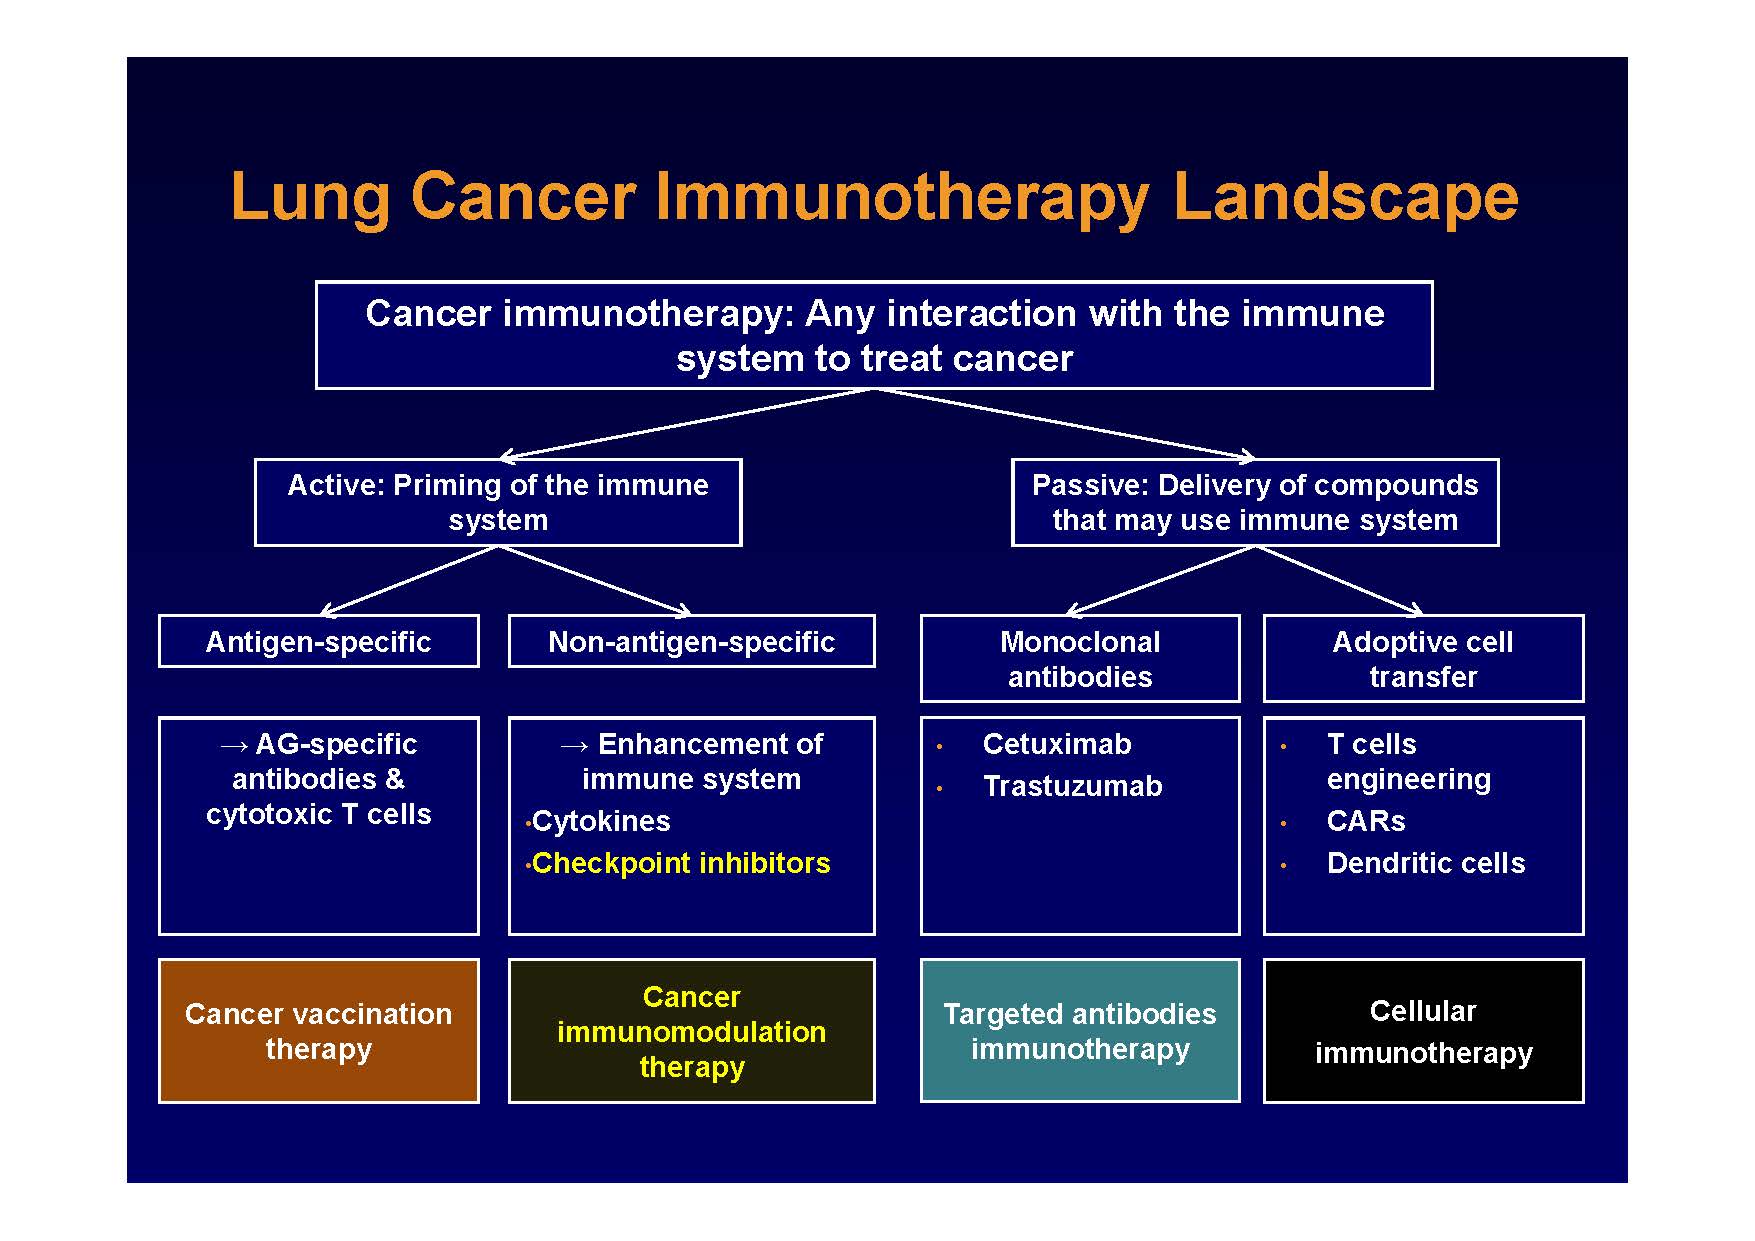 Lung Cancer Immunotherapy Landscape
Cancer immunotherapy: Any interaction with the immune
system to treat cancer
Active: Priming of the immune
system
Passive: Delivery of compounds
that may use immune system
Antigen-specific
Non-antigen-specific
Monoclonal
antibodies
Adoptive cell
transfer
→ AG-specific
antibodies &
cytotoxic T cells
→ Enhancement of
immune system
•Cytokines
•Checkpoint inhibitors
• Cetuximab
• Trastuzumab
• T cells
engineering
• CARs
• Dendritic cells
Cancer vaccination
therapy
Cancer
immunomodulation
therapy
Targeted antibodies
immunotherapy
Cellular
immunotherapy